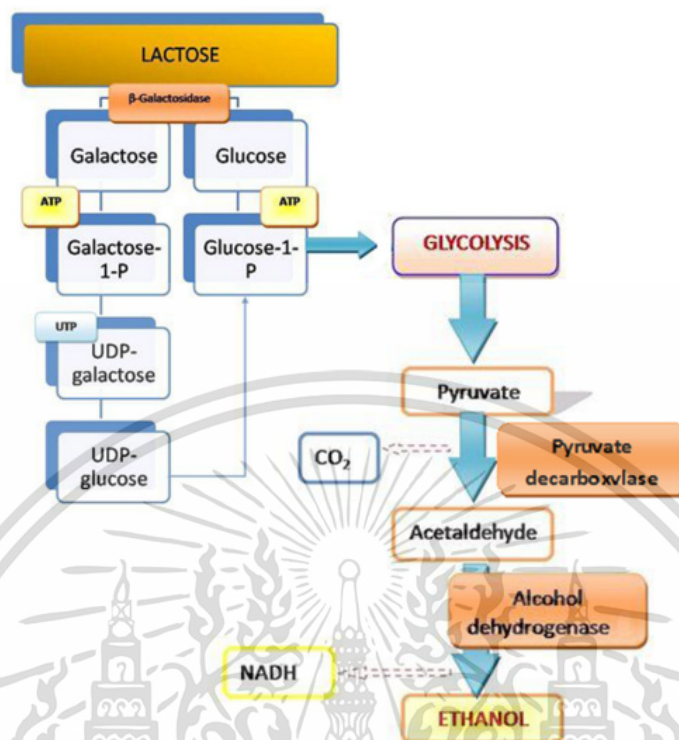 LACTOSE
β-Galactosidase
Galactose
Glucose
ATP
ATP
Galactose-
1-P
Glucose-1-
P
GLYCOLYSIS
UTP
UDP-
galactose
Pyruvate
UDP-
glucose
CO₂
Pyruvate
decarboxvlase
Acetaldehyde
Alcohol
dehydrogenase
NADH
ETHANOL